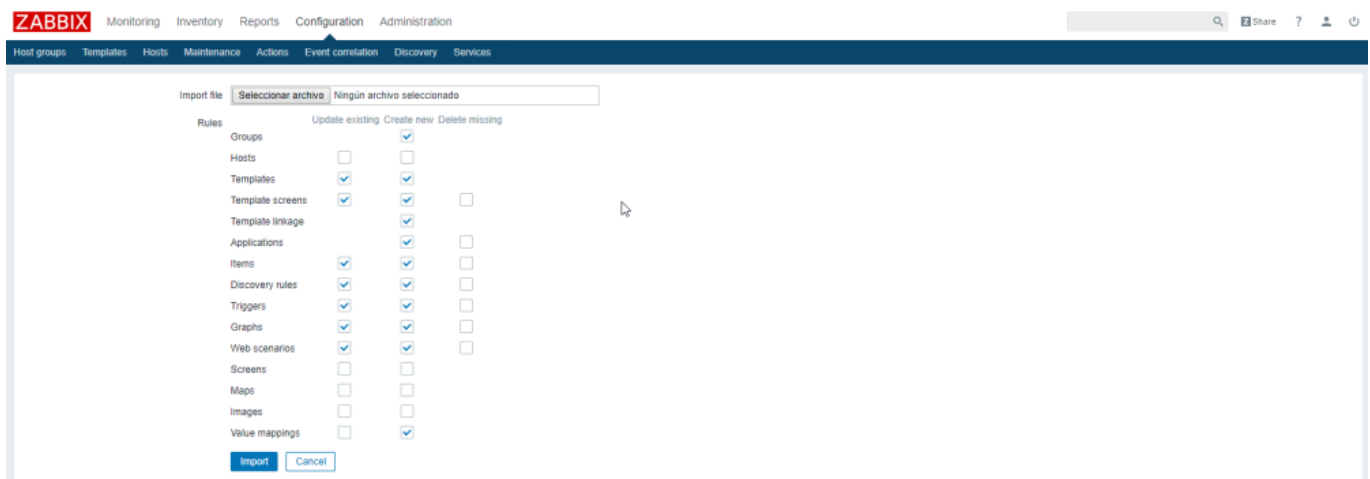 ZABBIX Monitoring Inventory Reports Configuration Administration Z Share ?
Host groups Templates Hosts Maintenance Actions Event correlation Discovery Services
Import file Seleccionar archivo Ningún archivo seleccionado
Rules Update existing Create new Delete missing
Groups
Hosts
Templates
Template screens
Template linkage
Applications
Items
Discovery rules
Triggers
Graphs
Web scenarios
Screens
Maps
Images
Value mappings
Import Cancel